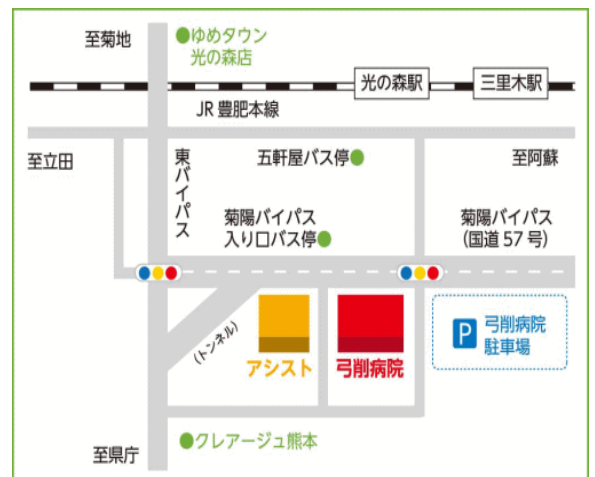 至菊地
ゆめタウン
光の森店
光の森駅
三里木駅
JR豊肥本線
至立田
東バイパス
五軒屋バス停
至阿蘇
菊陽バイパス
入り口バス停
菊陽バイパス
(国道57号)
(トンネル)
アシスト
弓削病院
P
弓削病院
駐車場
クレアージュ熊本
至県庁